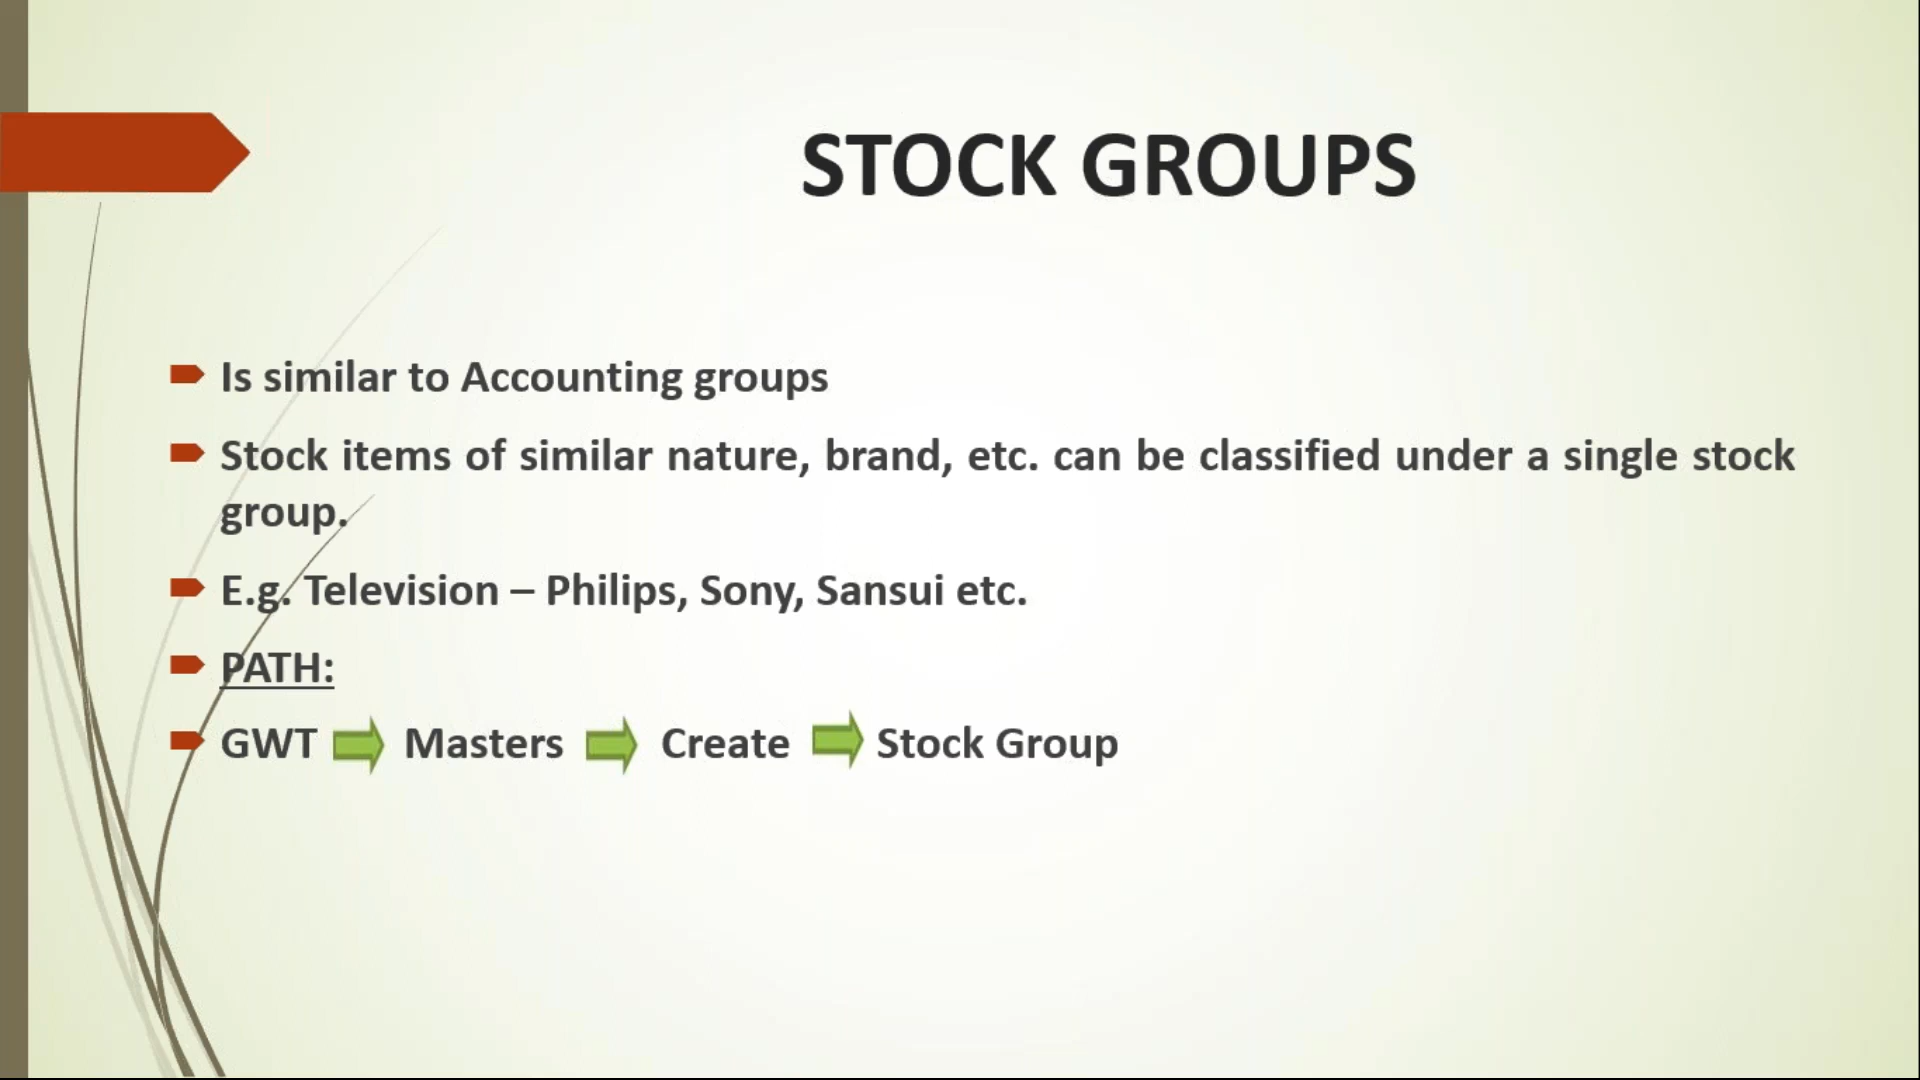 STOCK GROUPS
Is similar to Accounting groups
Stock items of similar nature, brand, etc. can be classified under a single stock
group.
E.g. Television – Philips, Sony, Sansui etc.
PATH:
GWT Masters Create Stock Group